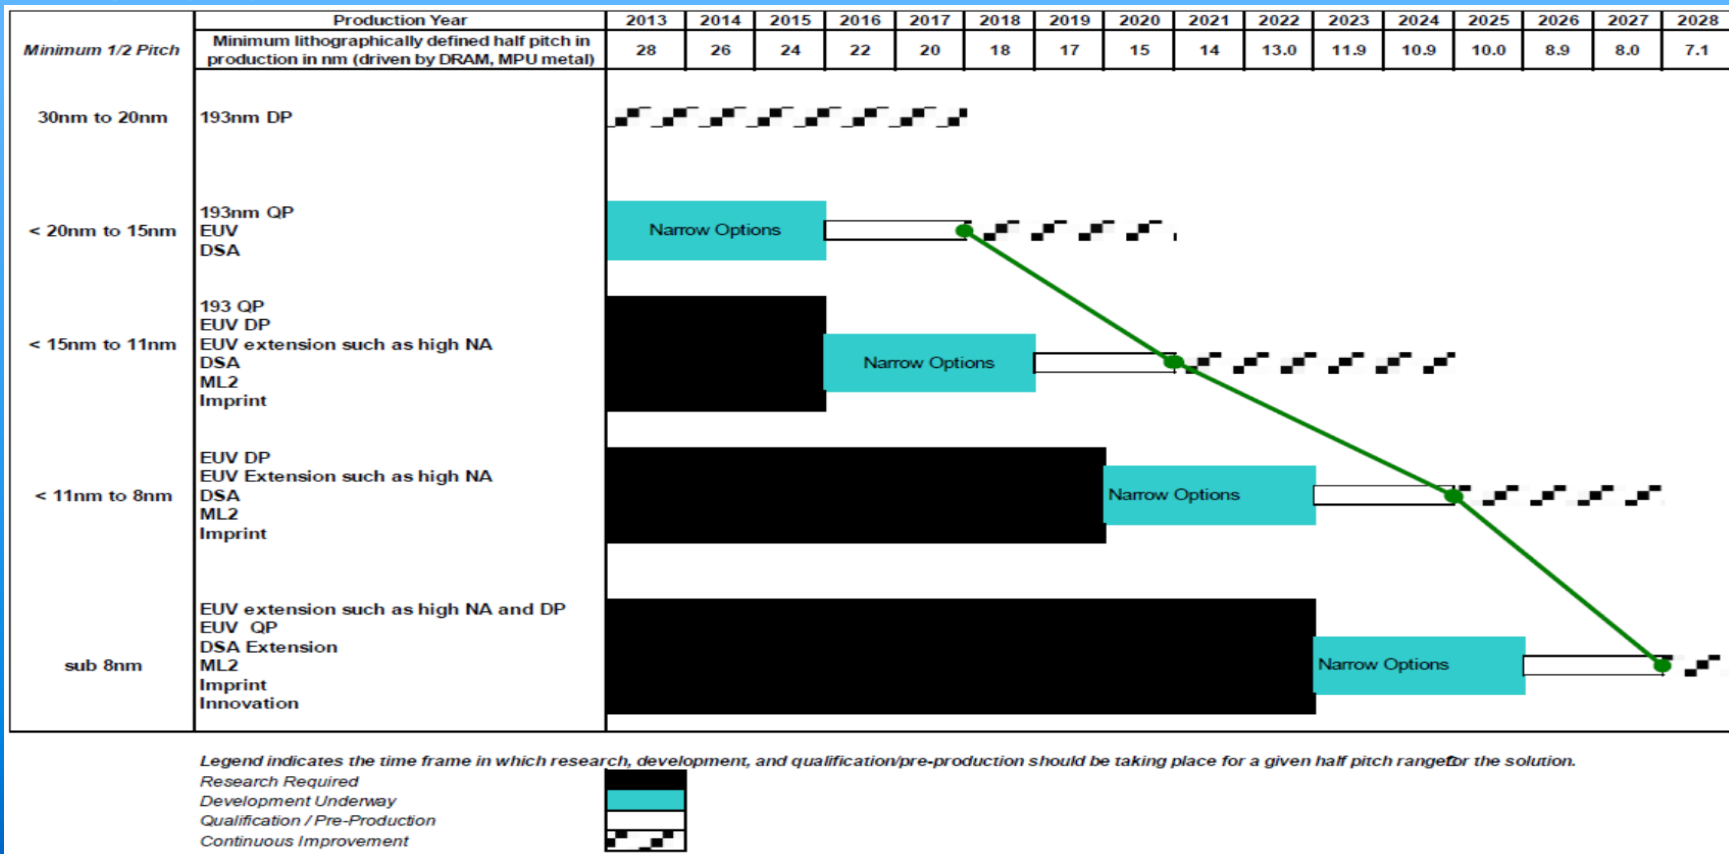 Production Year 2013 2014 2015 2016 2017 2018 2019 2020 2021 2022 2023 2024 2025 2026 2027 2028
Minimum 1/2 Pitch
Minimum lithographically defined half pitch in
production in nm (driven by DRAM, MPU metal)
28 26 24 22 20 18 17 15 14 13.0 11.9 10.9 10.0 8.9 8.0 7.1
30nm to 20nm
193nm DP
< 20nm to 15nm
193nm QP
EUV
DSA
Narrow Options
< 15nm to 11nm
193 QP
EUV DP
EUV extension such as high NA
DSA
ML2
Imprint
Narrow Options
< 11nm to 8nm
EUV DP
EUV Extension such as high NA
DSA
ML2
Imprint
Narrow Options
sub 8nm
EUV extension such as high NA and DP
EUV QP
DSA Extension
ML2
Imprint
Innovation
Narrow Options
Legend indicates the time frame in which research, development, and qualification/pre-production should be taking place for a given half pitch range for the solution.
Research Required
Development Underway
Qualification / Pre-Production
Continuous Improvement